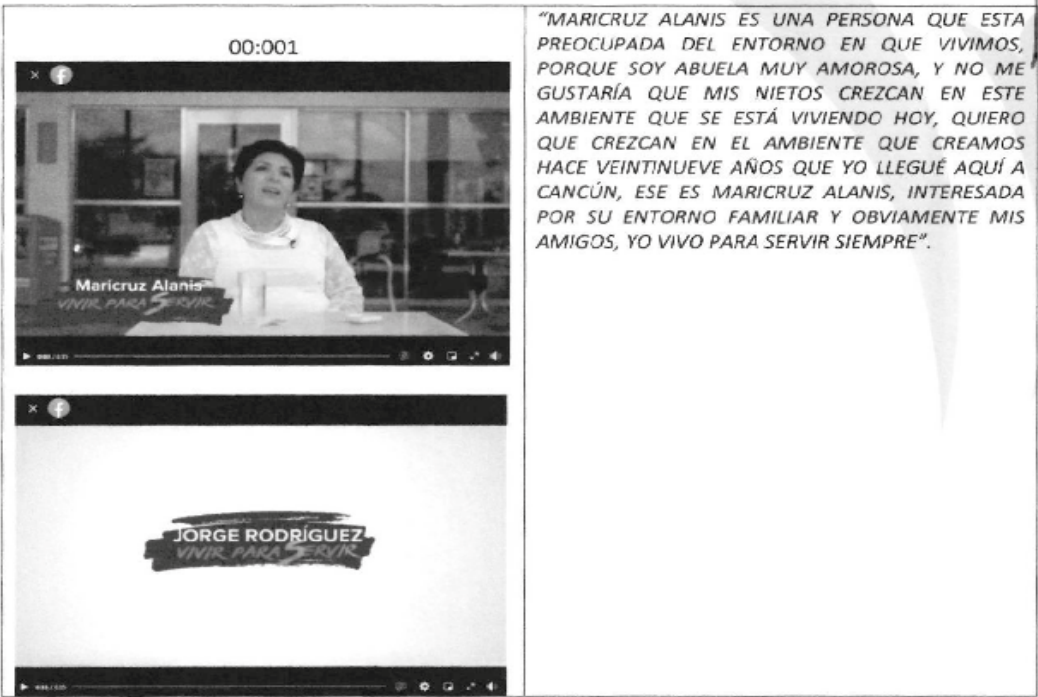 00:001
Maricruz Alanis
VIVIR PARA SERVIR
JORGE RODRÍGUEZ
VIVIR PARA SERVIR
"MARICRUZ ALANIS ES UNA PERSONA QUE ESTA
PREOCUPADA DEL ENTORNO EN QUE VIVIMOS,
PORQUE SOY ABUELA MUY AMOROSA, Y NO ME
GUSTARÍA QUE MIS NIETOS CREZCAN EN ESTE
AMBIENTE QUE SE ESTÁ VIVIENDO HOY, QUIERO
QUE CREZCAN EN EL AMBIENTE QUE CREAMOS
HACE VEINTINUEVE AÑOS QUE YO LLEGUÉ AQUÍ A
CANCÚN, ESE ES MARICRUZ ALANIS, INTERESADA
POR SU ENTORNO FAMILIAR Y OBVIAMENTE MIS
AMIGOS, YO VIVO PARA SERVIR SIEMPRE".